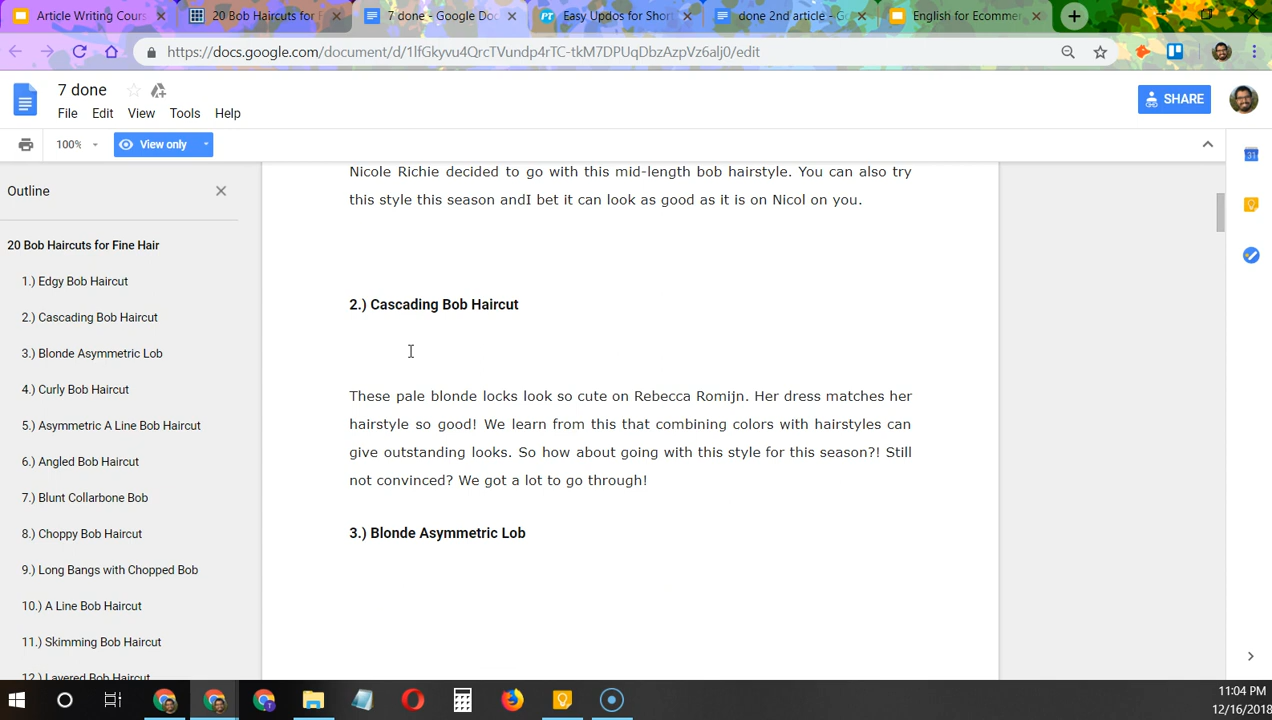 Article Writing Cours
20 Bob Haircuts for F
7 done - Google Doc
Easy Updos for Short
done 2nd article - G
English for Ecommer
https://docs.google.com/document/d/1lfGkyvu4QrcTVundp4rTC-tkM7DPUqDbzAzpVz6alj0/edit
7 done
File Edit View Tools Help
SHARE
100% View only
31
Outline
20 Bob Haircuts for Fine Hair
1.) Edgy Bob Haircut
2.) Cascading Bob Haircut
3.) Blonde Asymmetric Lob
4.) Curly Bob Haircut
5.) Asymmetric A Line Bob Haircut
6.) Angled Bob Haircut
7.) Blunt Collarbone Bob
8.) Choppy Bob Haircut
9.) Long Bangs with Chopped Bob
10.) A Line Bob Haircut
11.) Skimming Bob Haircut
12.) Layered Bob Haircut
Nicole Richie decided to go with this mid-length bob hairstyle. You can also try
this style this season andI bet it can look as good as it is on Nicol on you.
2.) Cascading Bob Haircut
These pale blonde locks look so cute on Rebecca Romijn. Her dress matches her
hairstyle so good! We learn from this that combining colors with hairstyles can
give outstanding looks. So how about going with this style for this season?! Still
not convinced? We got a lot to go through!
3.) Blonde Asymmetric Lob
11:04 PM
12/16/2018